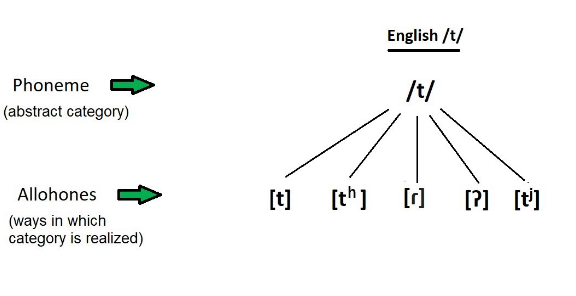 English /t/
Phoneme
(abstract category)
/t/
Allohones
(ways in which
category is realized)
[t] [tʰ] [ɾ] [ʔ] [tʲ]